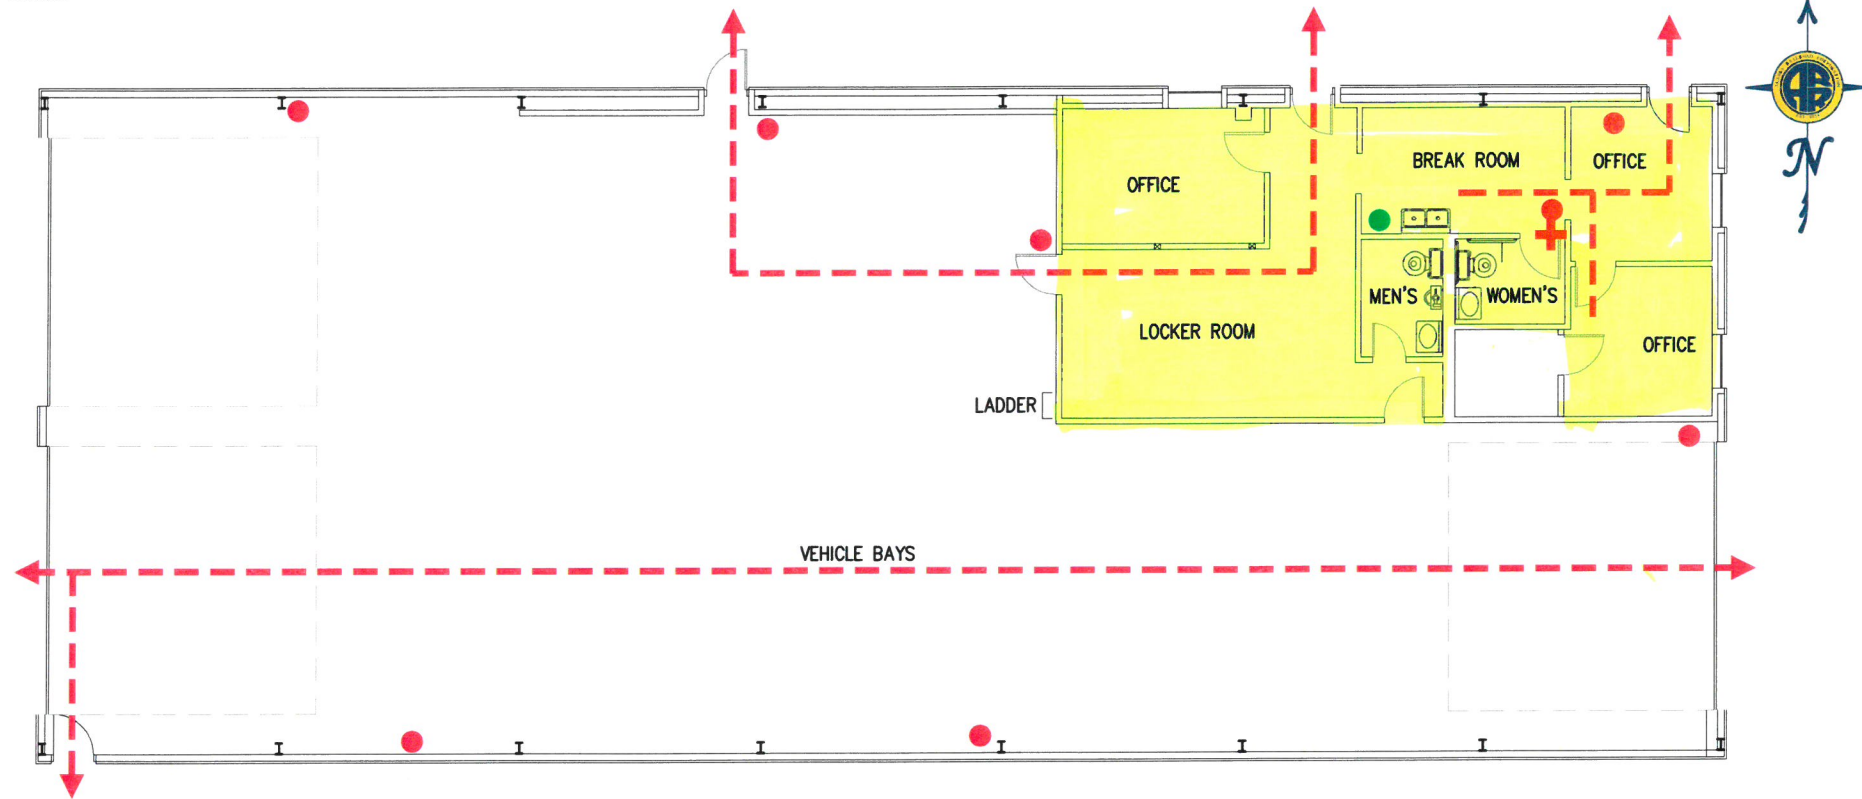 BREAK ROOM
OFFICE
OFFICE
N
MEN'S
WOMEN'S
LOCKER ROOM
OFFICE
LADDER
VEHICLE BAYS